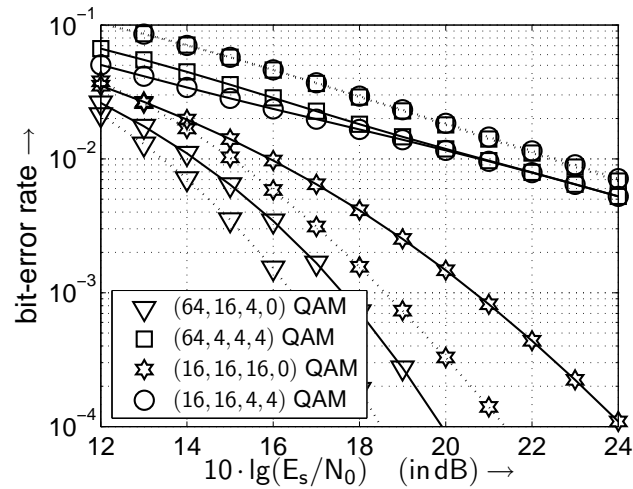 10⁻¹
10⁻²
10⁻³
10⁻⁴
bit-error rate →
(64,16,4,0) QAM
(64,4,4,4) QAM
(16,16,16,0) QAM
(16,16,4,4) QAM
12 14 16 18 20 22 24
10 · lg(Eₛ/N₀) (in dB) →